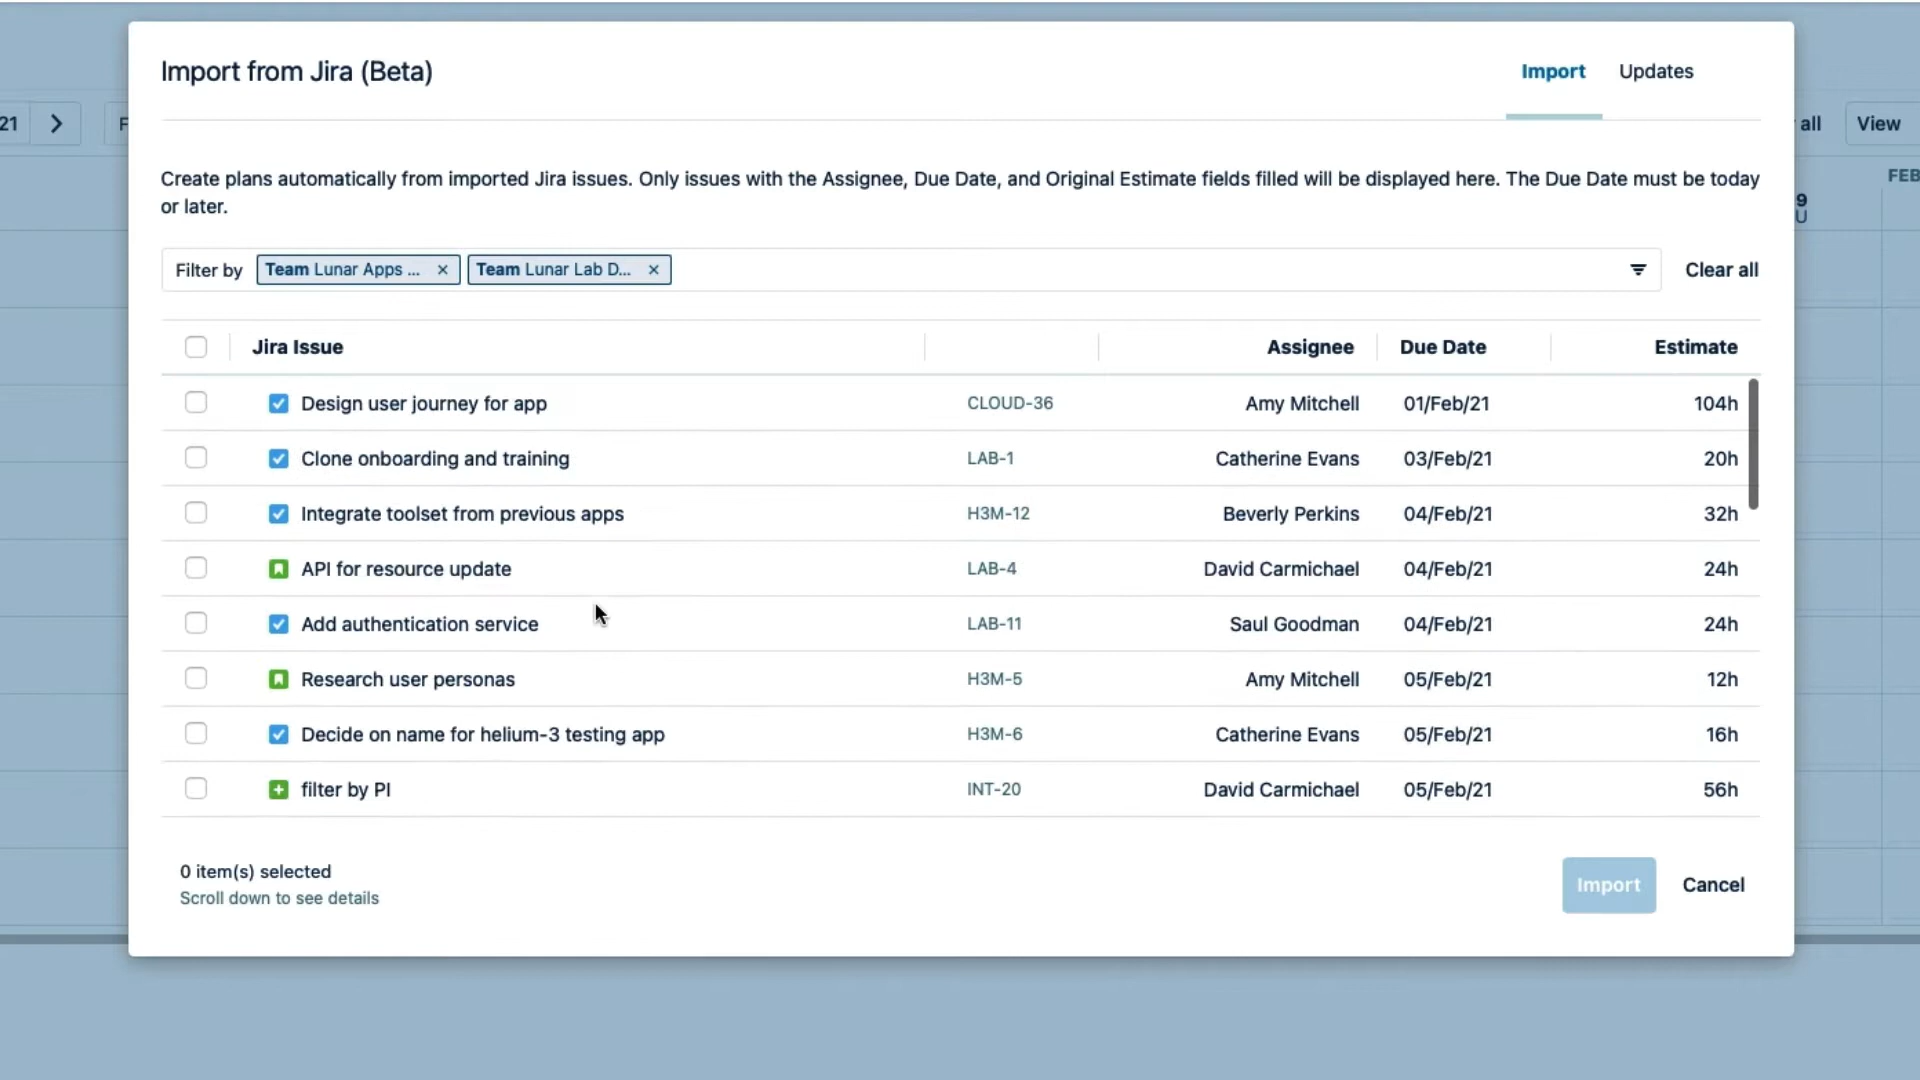 Import from Jira (Beta)
Import
Updates
21
F
all
View
Create plans automatically from imported Jira issues. Only issues with the Assignee, Due Date, and Original Estimate fields filled will be displayed here. The Due Date must be today
or later.
FEB
9
U
Filter by
Team Lunar Apps ...
Team Lunar Lab D...
Clear all
Jira Issue Assignee Due Date Estimate
Design user journey for app CLOUD-36 Amy Mitchell 01/Feb/21 104h
Clone onboarding and training LAB-1 Catherine Evans 03/Feb/21 20h
Integrate toolset from previous apps H3M-12 Beverly Perkins 04/Feb/21 32h
API for resource update LAB-4 David Carmichael 04/Feb/21 24h
Add authentication service LAB-11 Saul Goodman 04/Feb/21 24h
Research user personas H3M-5 Amy Mitchell 05/Feb/21 12h
Decide on name for helium-3 testing app H3M-6 Catherine Evans 05/Feb/21 16h
filter by PI INT-20 David Carmichael 05/Feb/21 56h
0 item(s) selected
Scroll down to see details
Import
Cancel